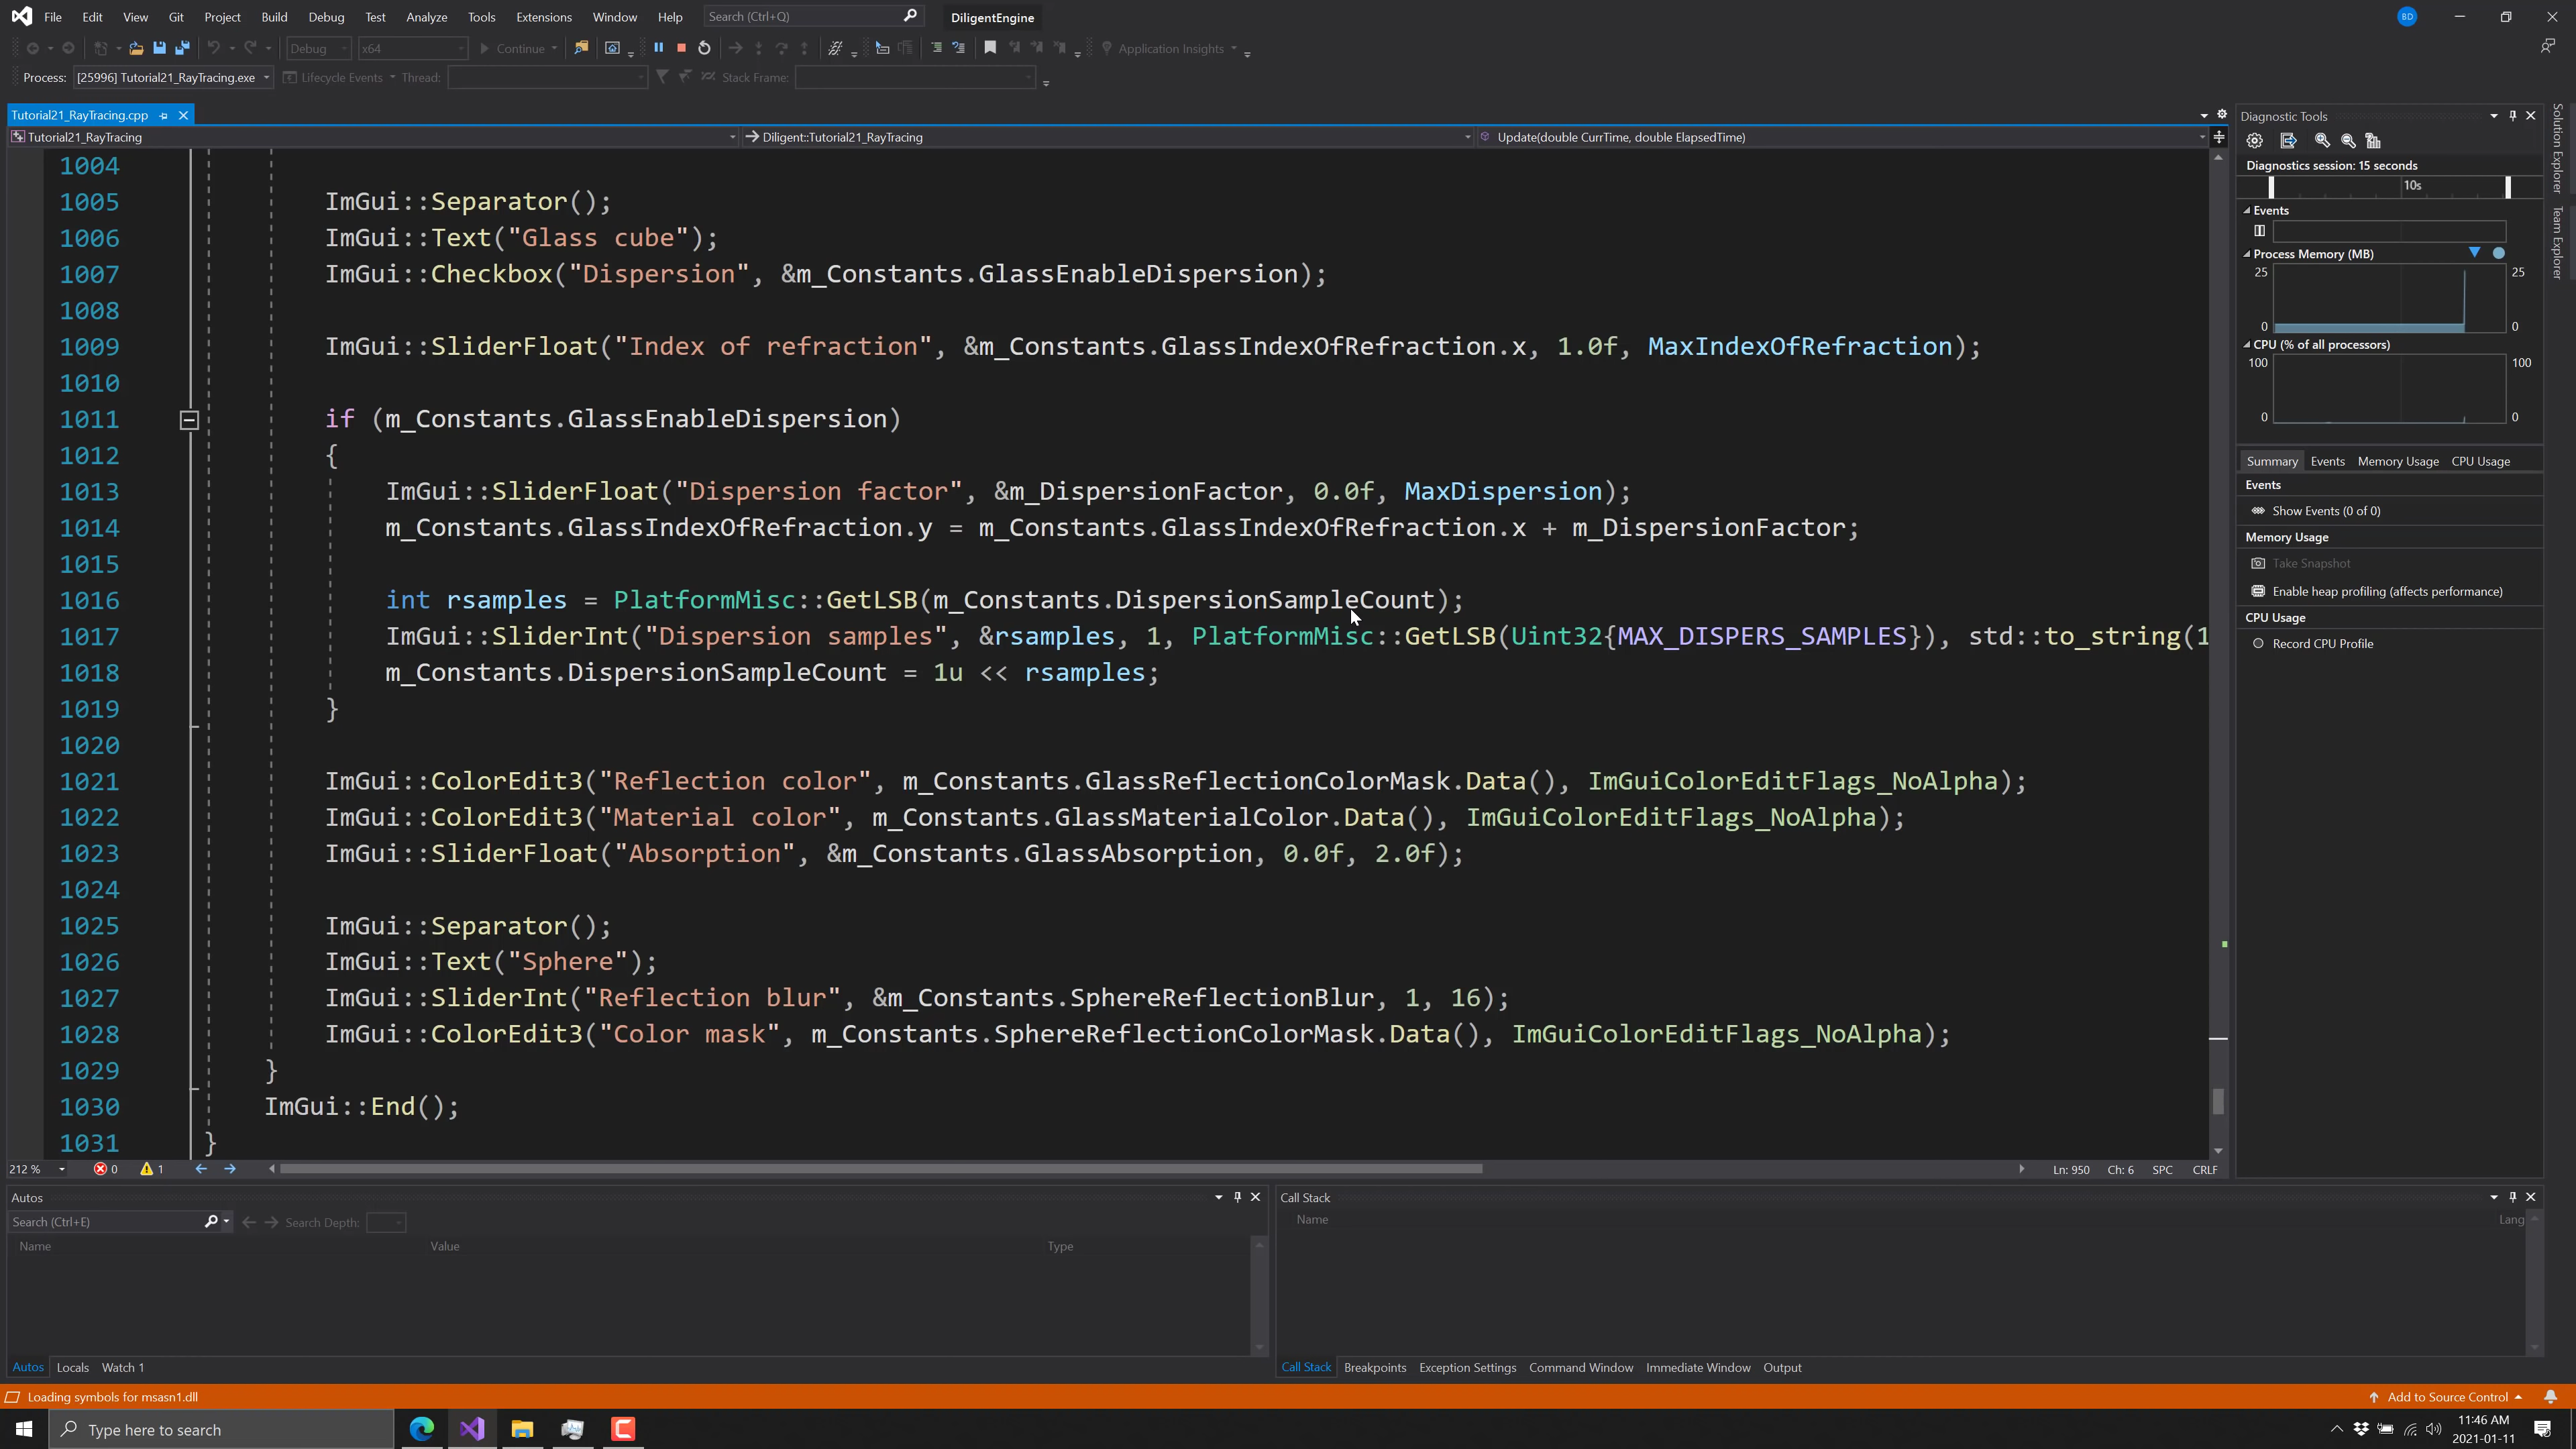 File Edit View Git Project Build Debug Test Analyze Tools Extensions Window Help Search (Ctrl+Q) DiligentEngine BD
Debug x64 Continue Application Insights
Process: [25996] Tutorial21_RayTracing.exe Lifecycle Events Thread: Stack Frame:
Tutorial21_RayTracing.cpp
Tutorial21_RayTracing Diligent::Tutorial21_RayTracing Update(double CurrTime, double ElapsedTime)
1004
1005 ImGui::Separator();
1006 ImGui::Text("Glass cube");
1007 ImGui::Checkbox("Dispersion", &m_Constants.GlassEnableDispersion);
1008
1009 ImGui::SliderFloat("Index of refraction", &m_Constants.GlassIndexOfRefraction.x, 1.0f, MaxIndexOfRefraction);
1010
1011 if (m_Constants.GlassEnableDispersion)
1012 {
1013 ImGui::SliderFloat("Dispersion factor", &m_DispersionFactor, 0.0f, MaxDispersion);
1014 m_Constants.GlassIndexOfRefraction.y = m_Constants.GlassIndexOfRefraction.x + m_DispersionFactor;
1015
1016 int rsamples = PlatformMisc::GetLSB(m_Constants.DispersionSampleCount);
1017 ImGui::SliderInt("Dispersion samples", &rsamples, 1, PlatformMisc::GetLSB(Uint32{MAX_DISPERS_SAMPLES}), std::to_string(1
1018 m_Constants.DispersionSampleCount = 1u << rsamples;
1019 }
1020
1021 ImGui::ColorEdit3("Reflection color", m_Constants.GlassReflectionColorMask.Data(), ImGuiColorEditFlags_NoAlpha);
1022 ImGui::ColorEdit3("Material color", m_Constants.GlassMaterialColor.Data(), ImGuiColorEditFlags_NoAlpha);
1023 ImGui::SliderFloat("Absorption", &m_Constants.GlassAbsorption, 0.0f, 2.0f);
1024
1025 ImGui::Separator();
1026 ImGui::Text("Sphere");
1027 ImGui::SliderInt("Reflection blur", &m_Constants.SphereReflectionBlur, 1, 16);
1028 ImGui::ColorEdit3("Color mask", m_Constants.SphereReflectionColorMask.Data(), ImGuiColorEditFlags_NoAlpha);
1029 }
1030 ImGui::End();
1031 }
212 % 0 1 Ln: 950 Ch: 6 SPC CRLF
Diagnostic Tools
Diagnostics session: 15 seconds
10s
Events
Process Memory (MB)
25 25
0 0
CPU (% of all processors)
100 100
0 0
Summary Events Memory Usage CPU Usage
Events
Show Events (0 of 0)
Memory Usage
Take Snapshot
Enable heap profiling (affects performance)
CPU Usage
Record CPU Profile
Solution Explorer
Team Explorer
Autos
Search (Ctrl+E) Search Depth:
Name Value Type
Autos Locals Watch 1
Call Stack
Name Lang
Call Stack Breakpoints Exception Settings Command Window Immediate Window Output
Loading symbols for msasn1.dll Add to Source Control
Type here to search
11:46 AM
2021-01-11